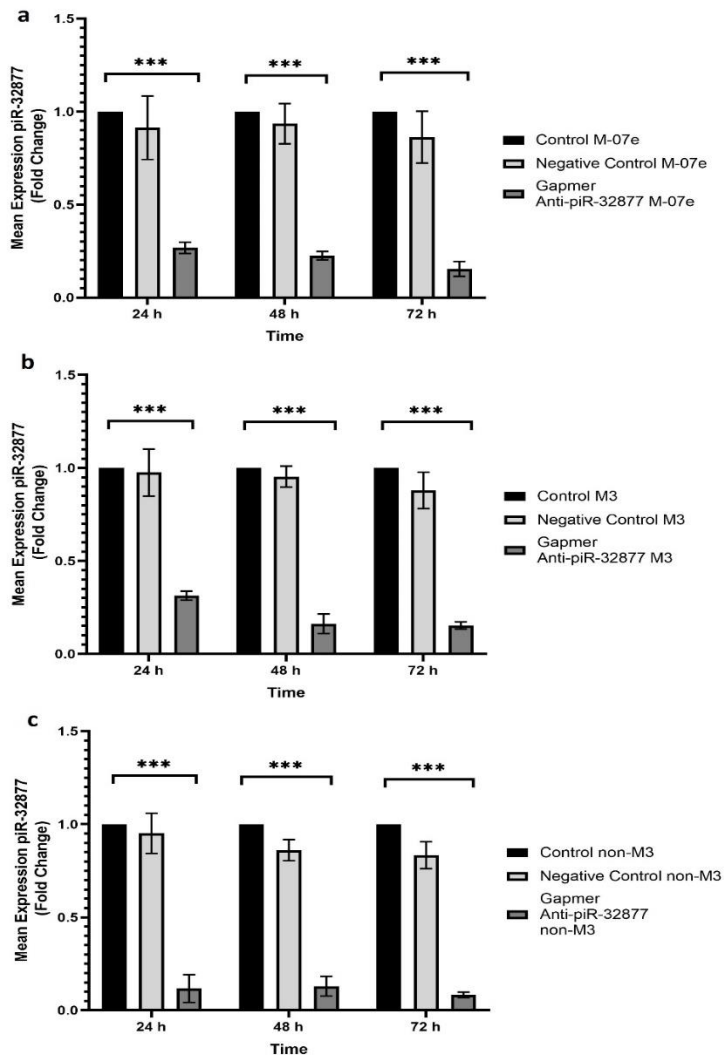 a
Mean Expression piR-32877
(Fold Change)
1.5
1.0
0.5
0.0
*** *** ***
24 h 48 h 72 h
Time
Control M-07e
Negative Control M-07e
Gapmer
Anti-piR-32877 M-07e
b
Mean Expression piR-32877
(Fold Change)
1.5
1.0
0.5
0.0
*** *** ***
24 h 48 h 72 h
Time
Control M3
Negative Control M3
Gapmer
Anti-piR-32877 M3
c
Mean Expression piR-32877
(Fold Change)
1.5
1.0
0.5
0.0
*** *** ***
24 h 48 h 72 h
Time
Control non-M3
Negative Control non-M3
Gapmer
Anti-piR-32877
non-M3